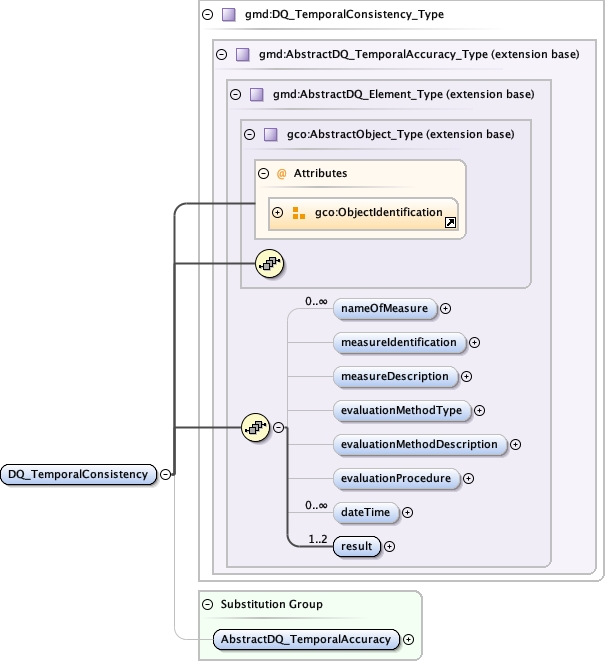 gmd:DQ_TemporalConsistency_Type
gmd:AbstractDQ_TemporalAccuracy_Type (extension base)
gmd:AbstractDQ_Element_Type (extension base)
gco:AbstractObject_Type (extension base)
@ Attributes
gco:ObjectIdentification
0..∞
nameOfMeasure
measureIdentification
measureDescription
evaluationMethodType
evaluationMethodDescription
evaluationProcedure
DQ_TemporalConsistency
0..∞
dateTime
1..2
result
Substitution Group
AbstractDQ_TemporalAccuracy